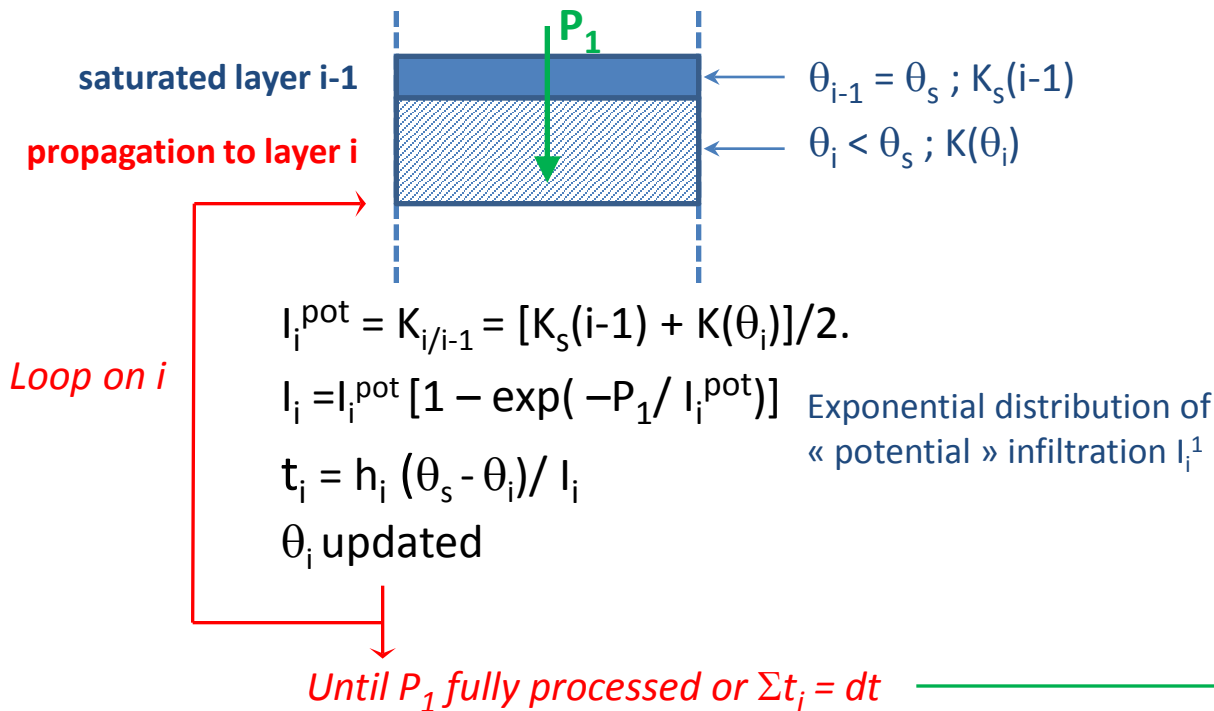 P₁
saturated layer i-1
θᵢ₋₁ = θₛ ; Kₛ(i-1)
propagation to layer i
θᵢ < θₛ ; K(θᵢ)
Iᵢᵖᵒᵗ = Kᵢ/ᵢ₋₁ = [Kₛ(i-1) + K(θᵢ)]/2.
Loop on i
Iᵢ =Iᵢᵖᵒᵗ [1 – exp( –P₁/ Iᵢᵖᵒᵗ)]
Exponential distribution of
« potential » infiltration Iᵢ¹
tᵢ = hᵢ (θₛ - θᵢ)/ Iᵢ
θᵢ updated
Until P₁ fully processed or Σtᵢ = dt